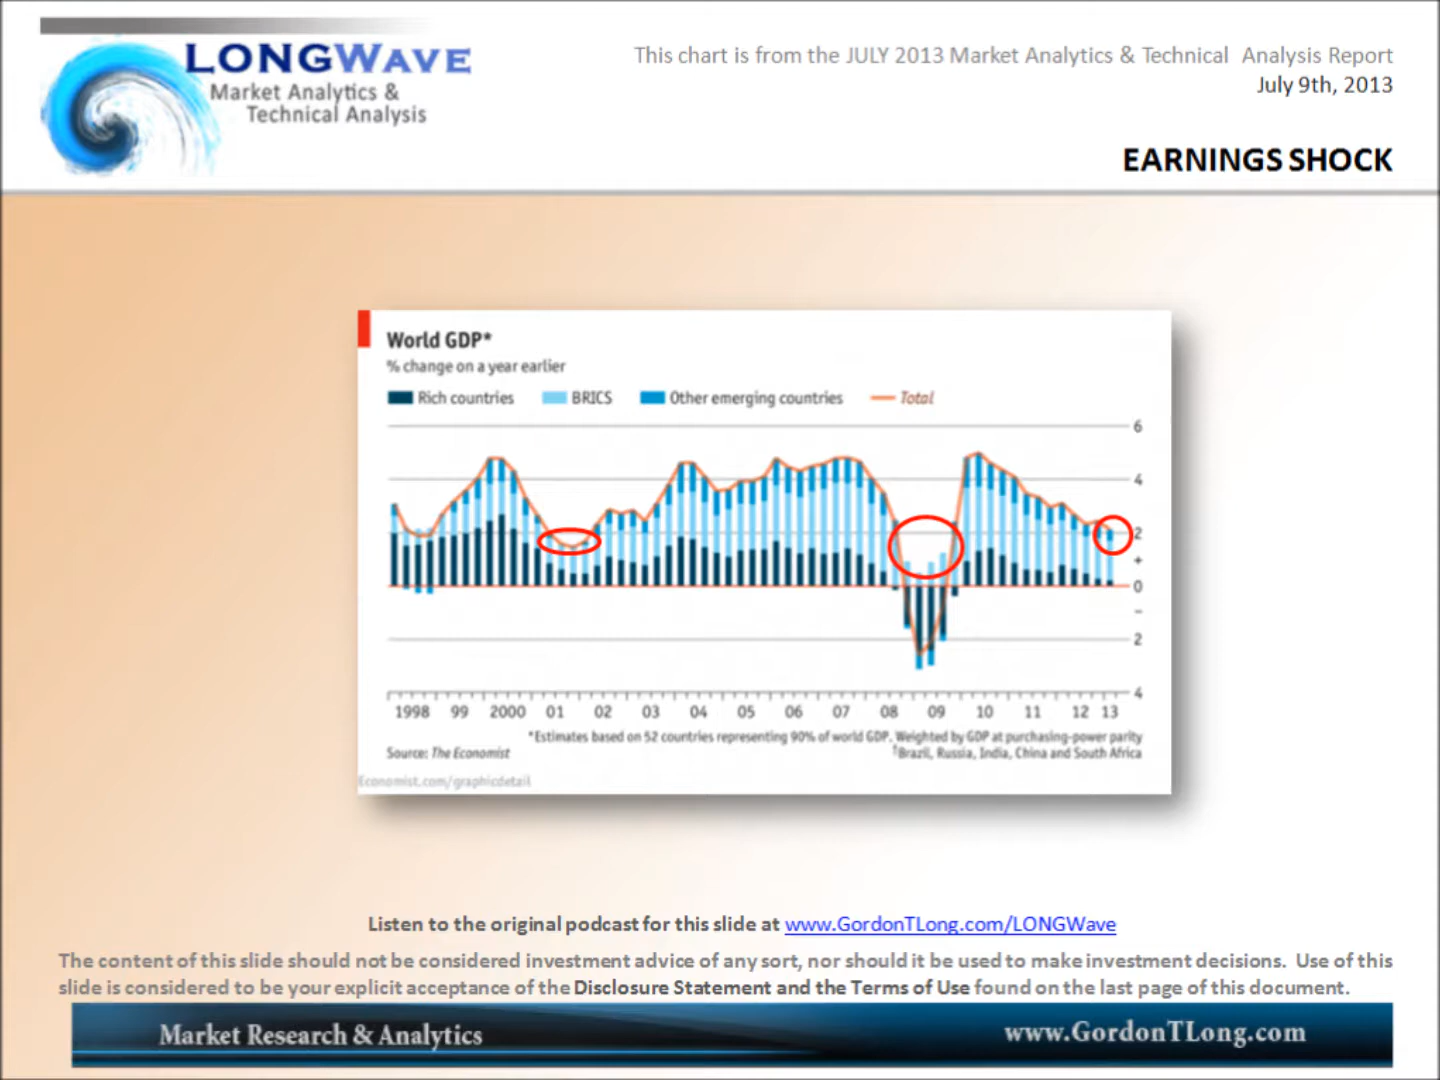 LONGWAVE
Market Analytics &
Technical Analysis
This chart is from the JULY 2013 Market Analytics & Technical Analysis Report
July 9th, 2013
EARNINGS SHOCK
World GDP*
% change on a year earlier
Rich countries BRICS Other emerging countries Total
6
4
2
+
0
–
2
4
1998 99 2000 01 02 03 04 05 06 07 08 09 10 11 12 13
*Estimates based on 52 countries representing 90% of world GDP. Weighted by GDP at purchasing-power parity
Source: The Economist †Brazil, Russia, India, China and South Africa
Economist.com/graphicdetail
Listen to the original podcast for this slide at www.GordonTLong.com/LONGWave
The content of this slide should not be considered investment advice of any sort, nor should it be used to make investment decisions. Use of this
slide is considered to be your explicit acceptance of the Disclosure Statement and the Terms of Use found on the last page of this document.
Market Research & Analytics www.GordonTLong.com